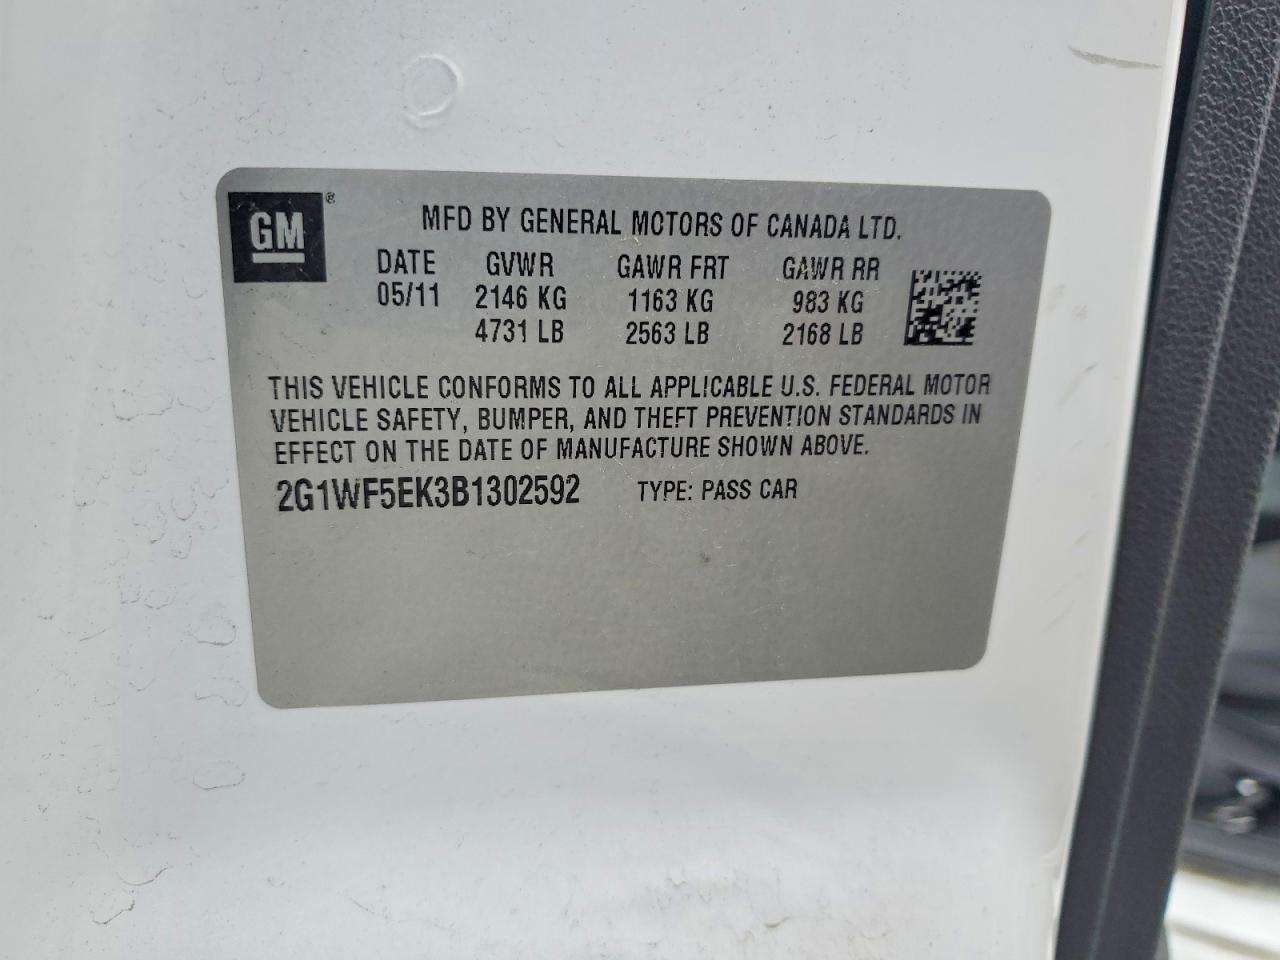 GM®
MFD BY GENERAL MOTORS OF CANADA LTD.
DATE GVWR GAWR FRT GAWR RR
05/11 2146 KG 1163 KG 983 KG
4731 LB 2563 LB 2168 LB
THIS VEHICLE CONFORMS TO ALL APPLICABLE U.S. FEDERAL MOTOR
VEHICLE SAFETY, BUMPER, AND THEFT PREVENTION STANDARDS IN
EFFECT ON THE DATE OF MANUFACTURE SHOWN ABOVE.
2G1WF5EK3B1302592 TYPE: PASS CAR